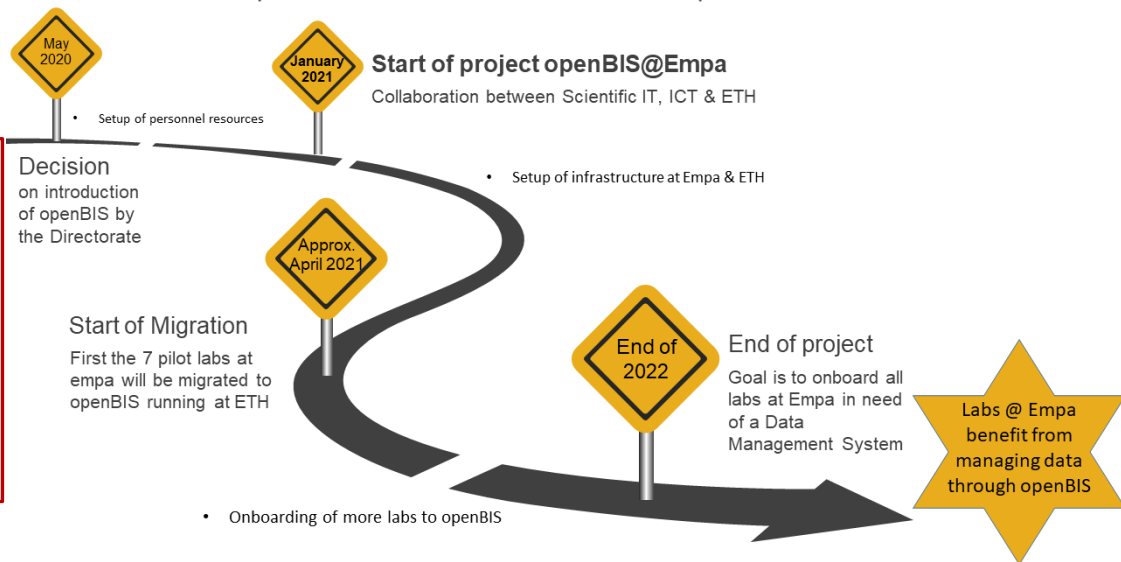 May
2020
• Setup of personnel resources
Decision
on introduction
of openBIS by
the Directorate
January
2021
Start of project openBIS@Empa
Collaboration between Scientific IT, ICT & ETH
• Setup of infrastructure at Empa & ETH
Approx.
April 2021
Start of Migration
First the 7 pilot labs at
empa will be migrated to
openBIS running at ETH
• Onboarding of more labs to openBIS
End of
2022
End of project
Goal is to onboard all
labs at Empa in need
of a Data
Management System
Labs @ Empa
benefit from
managing data
through openBIS